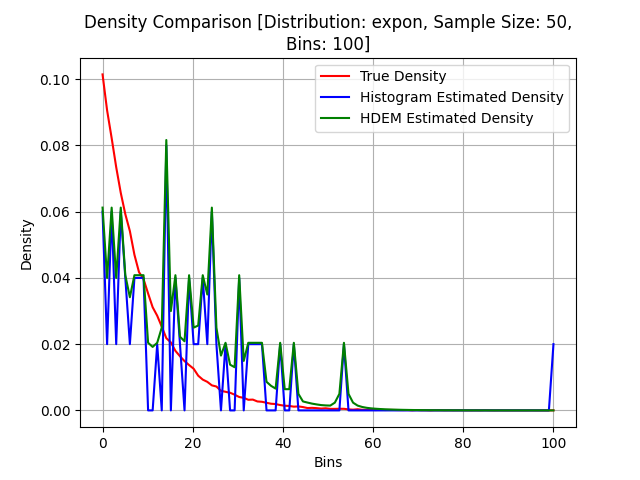 Density Comparison [Distribution: expon, Sample Size: 50,
Bins: 100]
True Density
Histogram Estimated Density
HDEM Estimated Density
Density
0.10
0.08
0.06
0.04
0.02
0.00
0 20 40 60 80 100
Bins